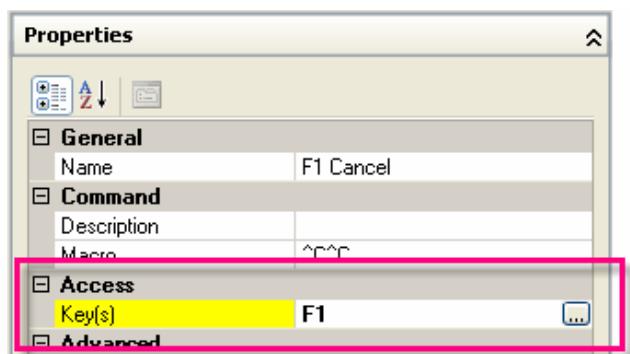 Properties
A
Z
General
Name F1 Cancel
Command
Description
Macro ^C^C
Access
Key(s) F1 ...
Advanced